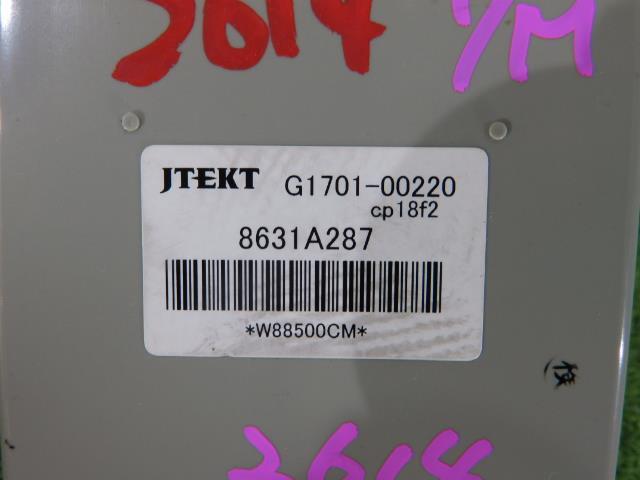 3614
T/M
JTEKT G1701-00220
cp18f2
8631A287
*W88500CM*
3614